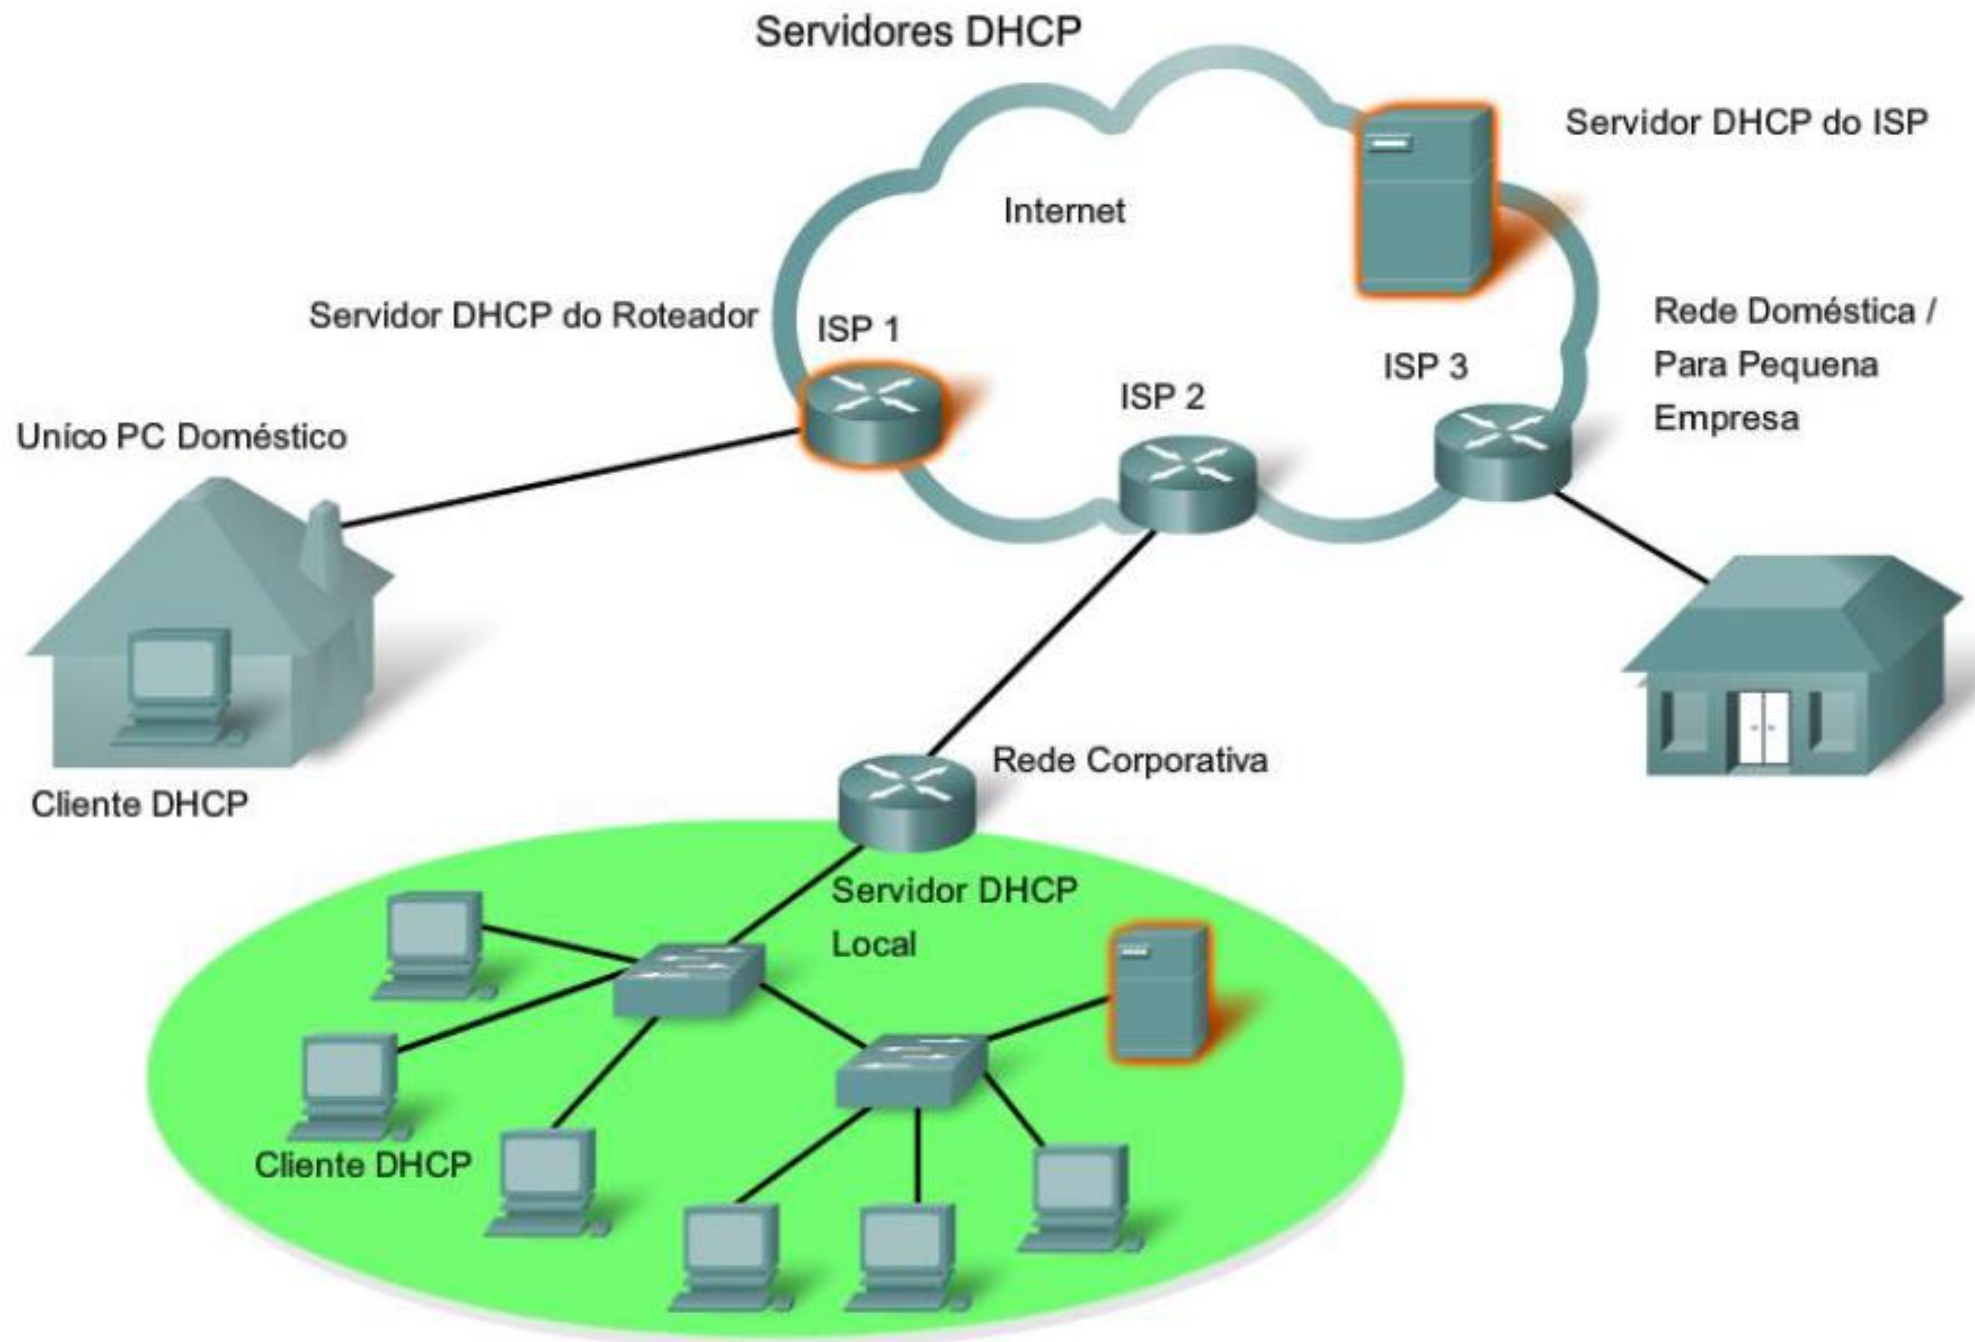 Servidores DHCP
Servidor DHCP do ISP
Internet
Servidor DHCP do Roteador
ISP 1
ISP 2
ISP 3
Rede Doméstica /
Para Pequena
Empresa
Uníco PC Doméstico
Cliente DHCP
Rede Corporativa
Servidor DHCP
Local
Cliente DHCP